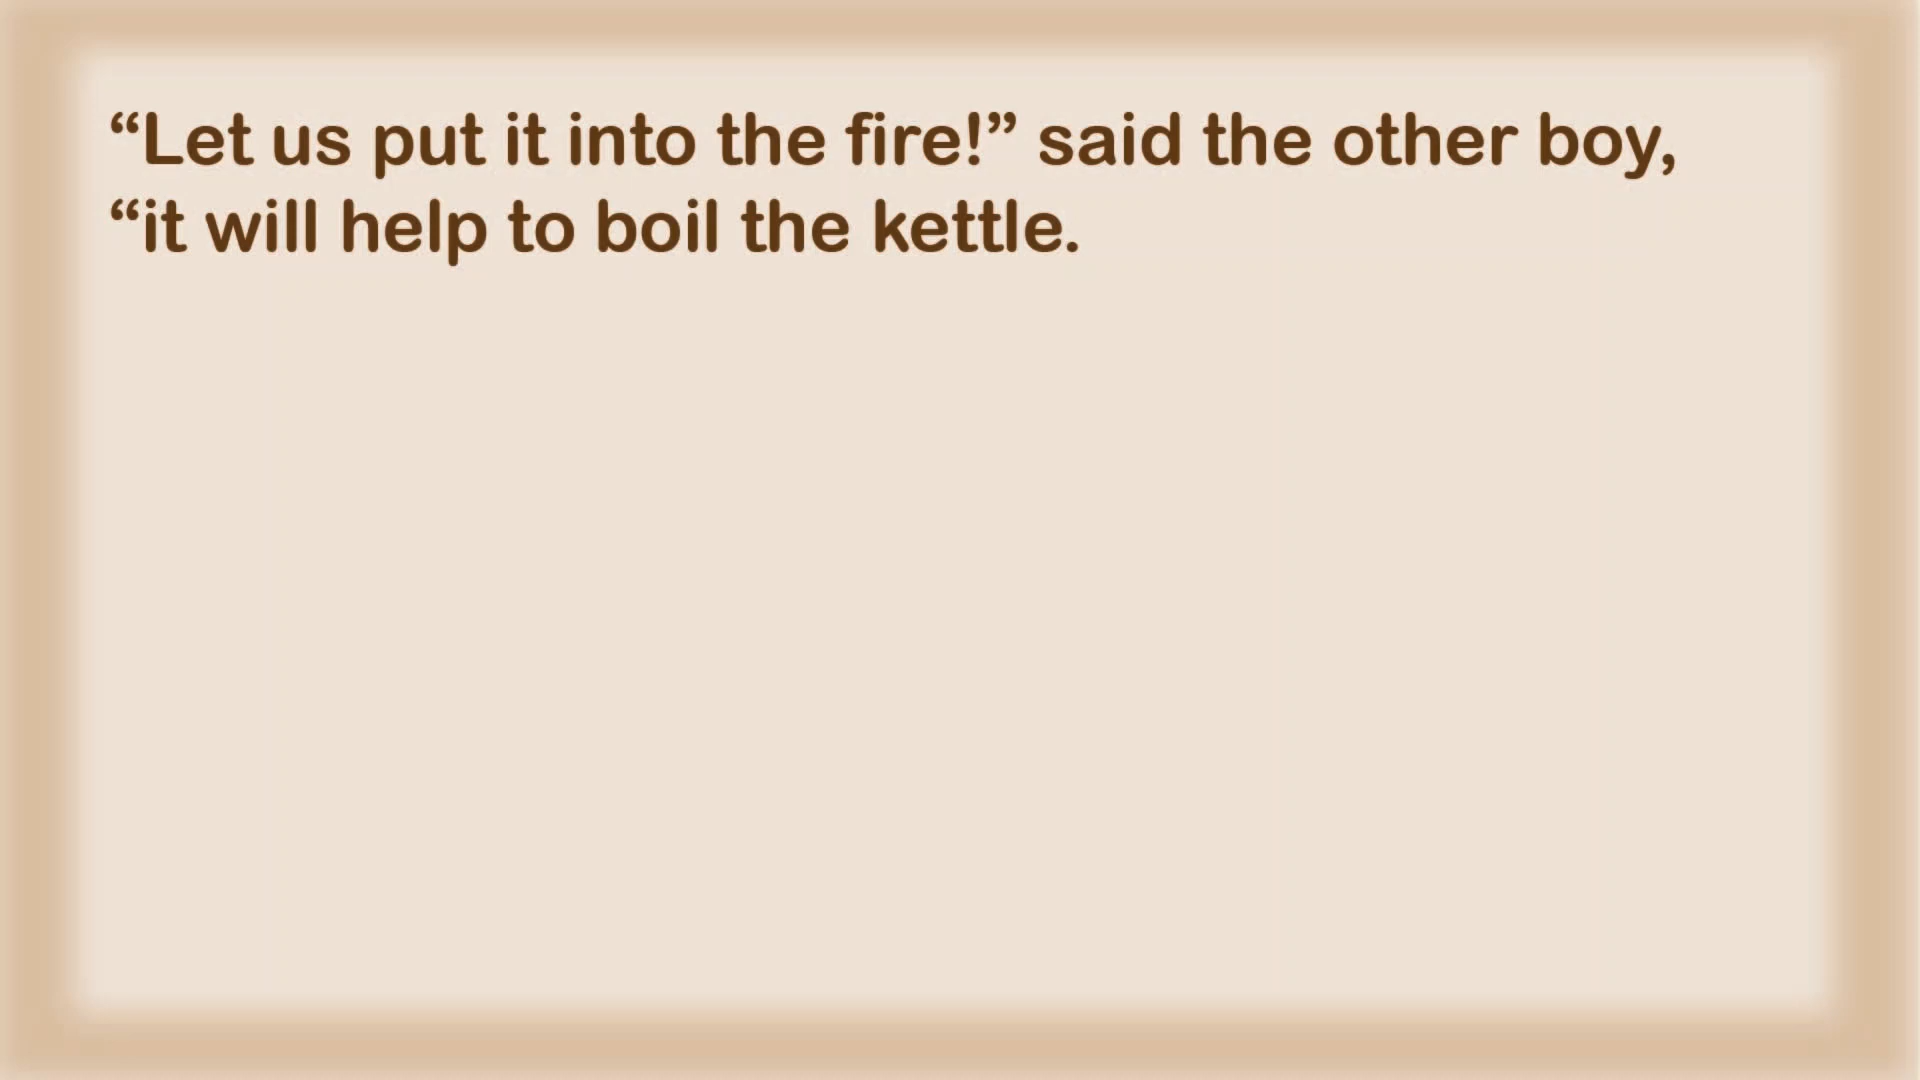 “Let us put it into the fire!” said the other boy,
“it will help to boil the kettle.